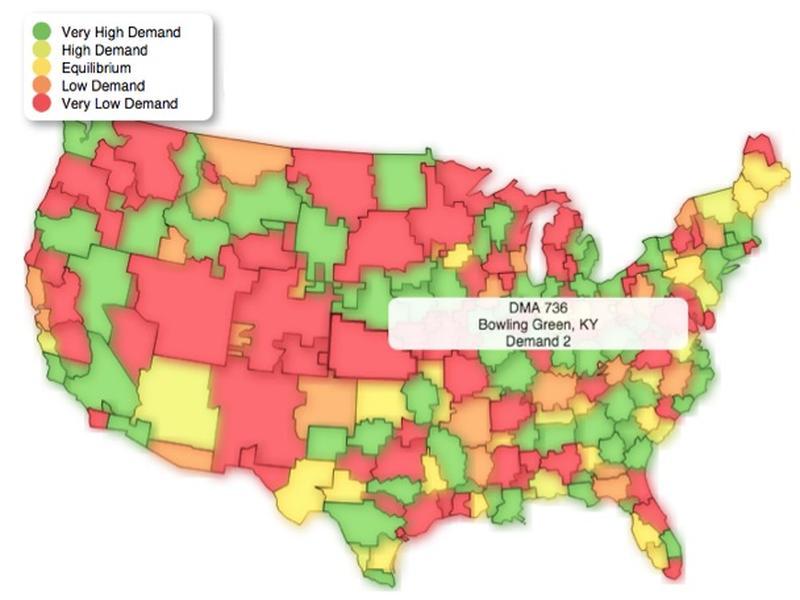 Very High Demand
High Demand
Equilibrium
Low Demand
Very Low Demand
DMA 736
Bowling Green, KY
Demand 2